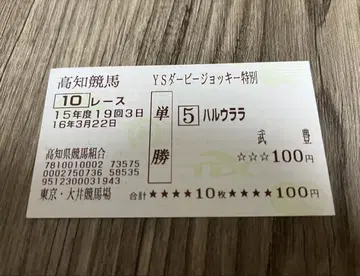 高知競馬
YSダービージョッキー特別
10レース
15年度19回3日
16年3月22日
単勝
5 ハルウララ
武 豊
☆☆☆100円
高知県競馬組合
7810010002 73575
0002750736 58535
9512300031943
東京・大井競馬場
合計★★★★10枚★★★★100円